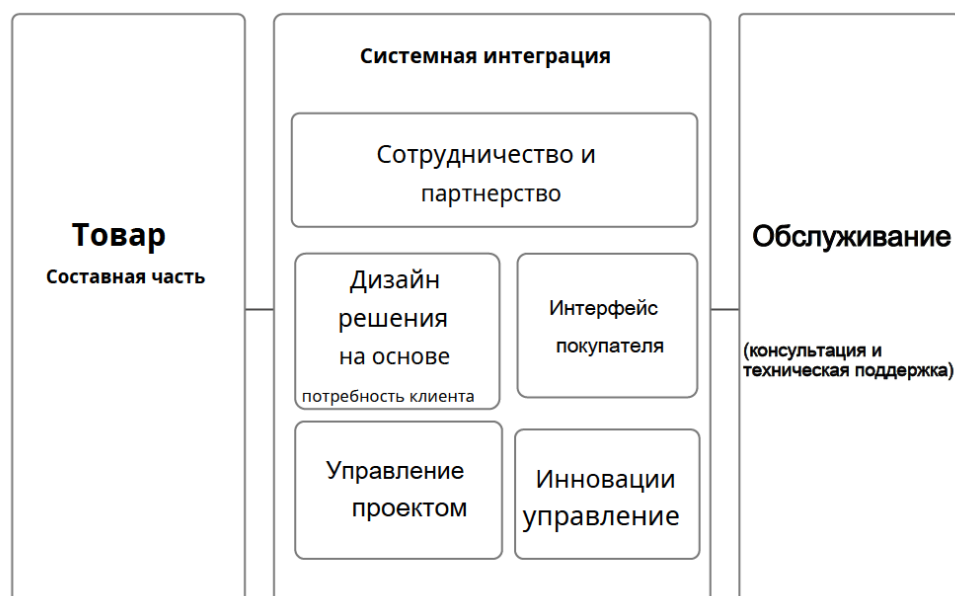 Товар
Составная часть
Системная интеграция
Сотрудничество и
партнерство
Дизайн
решения
на основе
потребность клиента
Интерфейс
покупателя
Управление
проектом
Инновации
управление
Обслуживание
(консультация и
техническая поддержка)